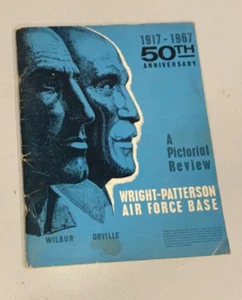 1917-1967
50TH
ANNIVERSARY
A
Pictorial
Review
WRIGHT-PATTERSON
AIR FORCE BASE
WILBUR ORVILLE